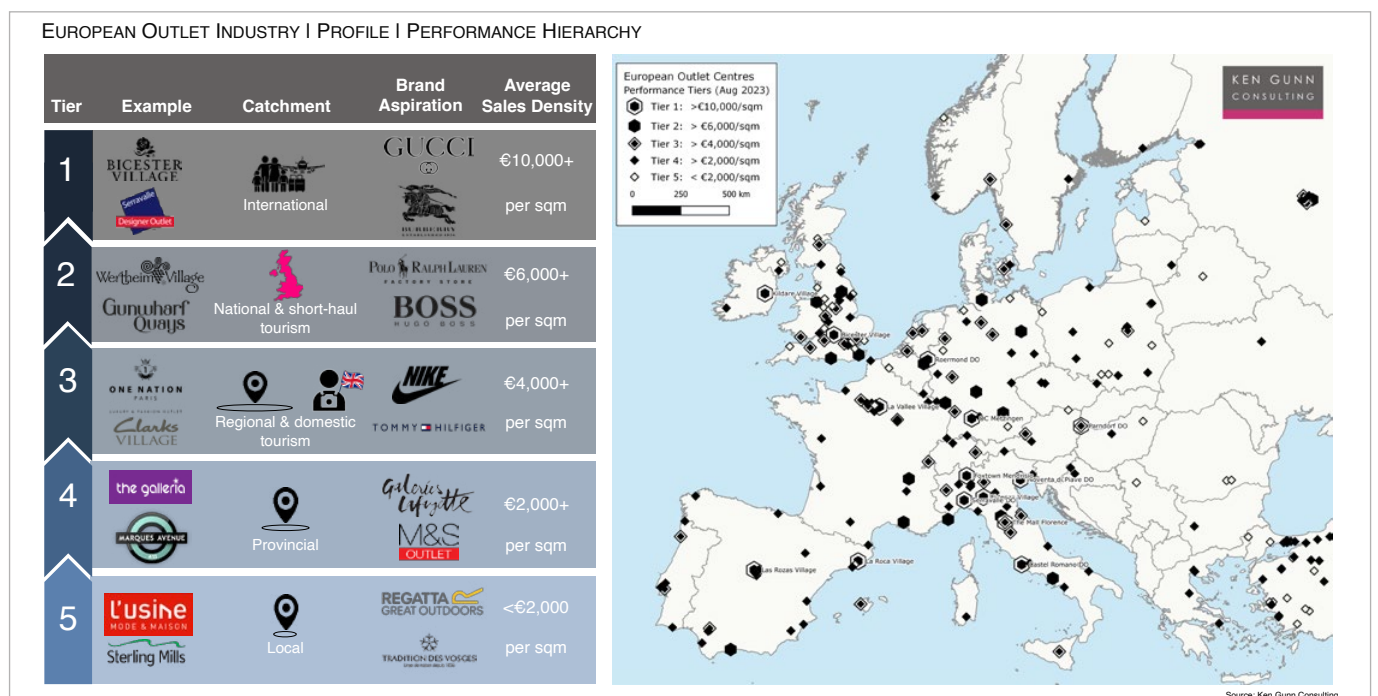 EUROPEAN OUTLET INDUSTRY | PROFILE | PERFORMANCE HIERARCHY
Tier
Example
Catchment
Brand Aspiration
Average Sales Density
1
BICESTER
VILLAGE
Serravalle
Designer Outlet
International
GUCCI
BURBERRY
€10,000+
per sqm
2
Wertheim Village
Gunwharf
Quays
National & short-haul
tourism
POLO RALPH LAUREN
FACTORY STORE
BOSS
HUGO BOSS
€6,000+
per sqm
3
ONE NATION
PARIS
Clarks
VILLAGE
Regional & domestic
tourism
NIKE
TOMMY HILFIGER
€4,000+
per sqm
4
the galleria
MARQUES AVENUE
Provincial
Galeries
Lafayette
M&S
OUTLET
€2,000+
per sqm
5
L'usine
MODE & MAISON
Sterling Mills
Local
REGATTA
GREAT OUTDOORS
TRADITION DES VOSGES
<€2,000
per sqm
European Outlet Centres
Performance Tiers (Aug 2023)
Tier 1: >€10,000/sqm
Tier 2: > €6,000/sqm
Tier 3: > €4,000/sqm
Tier 4: > €2,000/sqm
Tier 5: < €2,000/sqm
0 250 500 km
KEN GUNN
CONSULTING
Kildare Village
Bicester Village
Roermond DO
La Vallee Village
Metzingen
Parndorf DO
Foxtown
Noventa di Piave DO
The Mall Florence
Castel Romano DO
La Roca Village
Las Rozas Village
Source: Ken Gunn Consulting